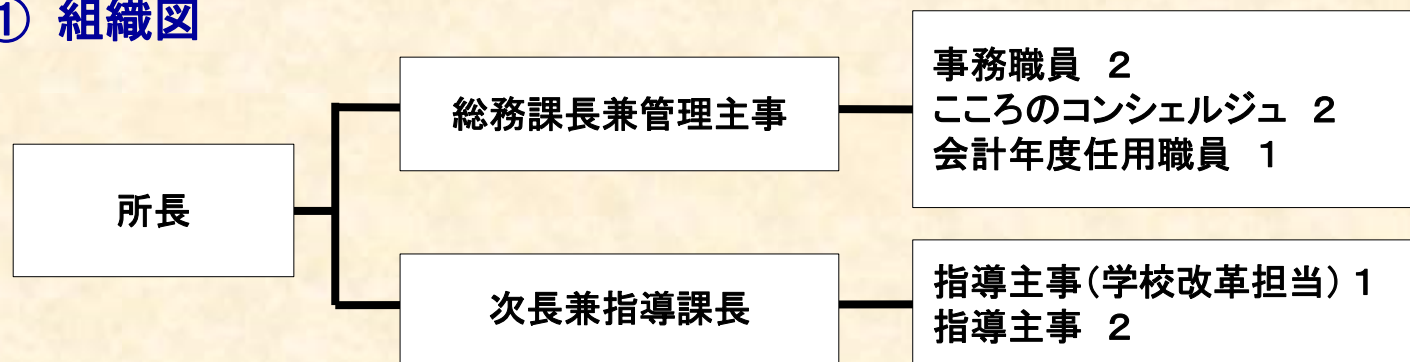 1) 組織図
所長
総務課長兼管理主事
事務職員 ２
こころのコンシェルジュ ２
会計年度任用職員 １
次長兼指導課長
指導主事（学校改革担当）１
指導主事 ２